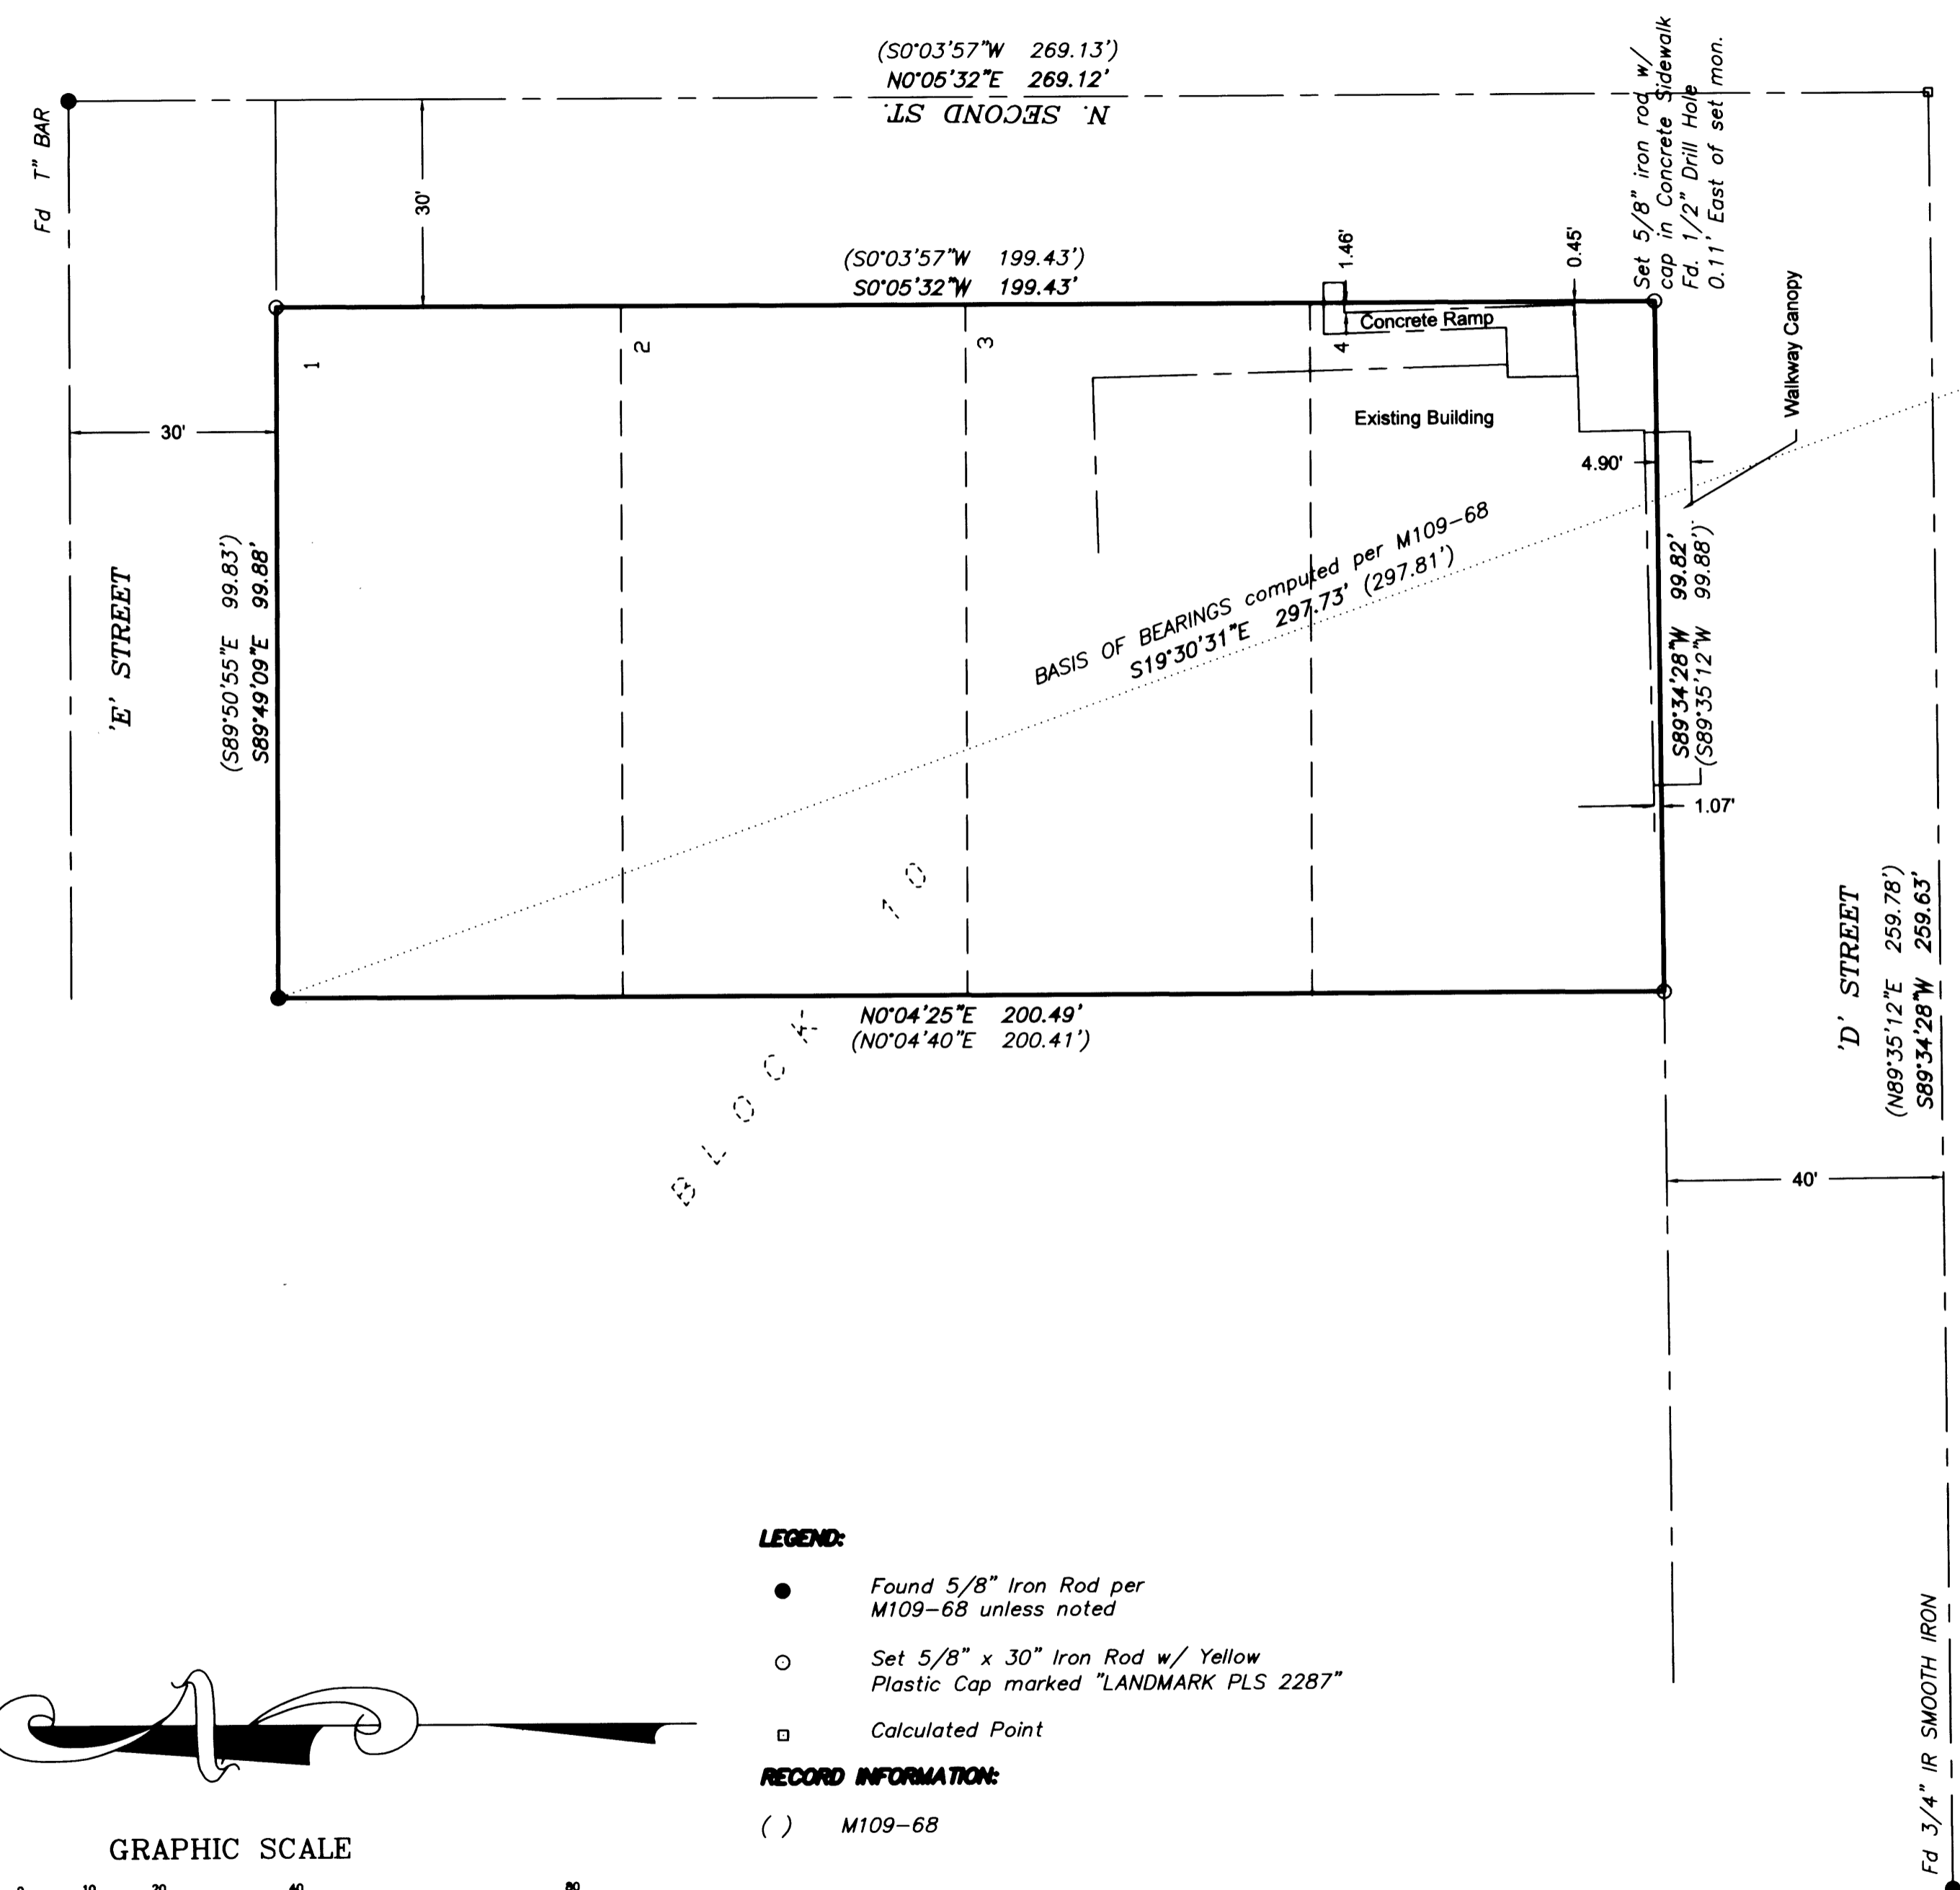 (S0°03'57"W 269.13')
N0°05'32"E 269.12'
N. SECOND ST.
Fd T" BAR
30'
Set 5/8" iron rod w/
cap in Concrete Sidewalk
Fd. 1/2" Drill Hole
0.11' East of set mon.
(S0°03'57"W 199.43')
S0°05'32"W 199.43'
1.46'
0.45'
Concrete Ramp
Walkway Canopy
1
2
3
4
30'
Existing Building
4.90'
'E' STREET
(S89°50'55"E 99.83')
S89°49'09"E 99.88'
BASIS OF BEARINGS computed per M109-68
S19°30'31"E 297.73' (297.81')
S89°34'28"W 99.82'
(S89°35'12"W 99.88')
1.07'
BLOCK 10
N0°04'25"E 200.49'
(N0°04'40"E 200.41')
'D' STREET
(N89°35'12"E 259.78')
S89°34'28"W 259.63'
40'
LEGEND:
Found 5/8" Iron Rod per
M109-68 unless noted
Set 5/8" x 30" Iron Rod w/ Yellow
Plastic Cap marked "LANDMARK PLS 2287"
Calculated Point
RECORD INFORMATION:
( ) M109-68
Fd 3/4" IR SMOOTH IRON
N
GRAPHIC SCALE
0 10 20 40 80